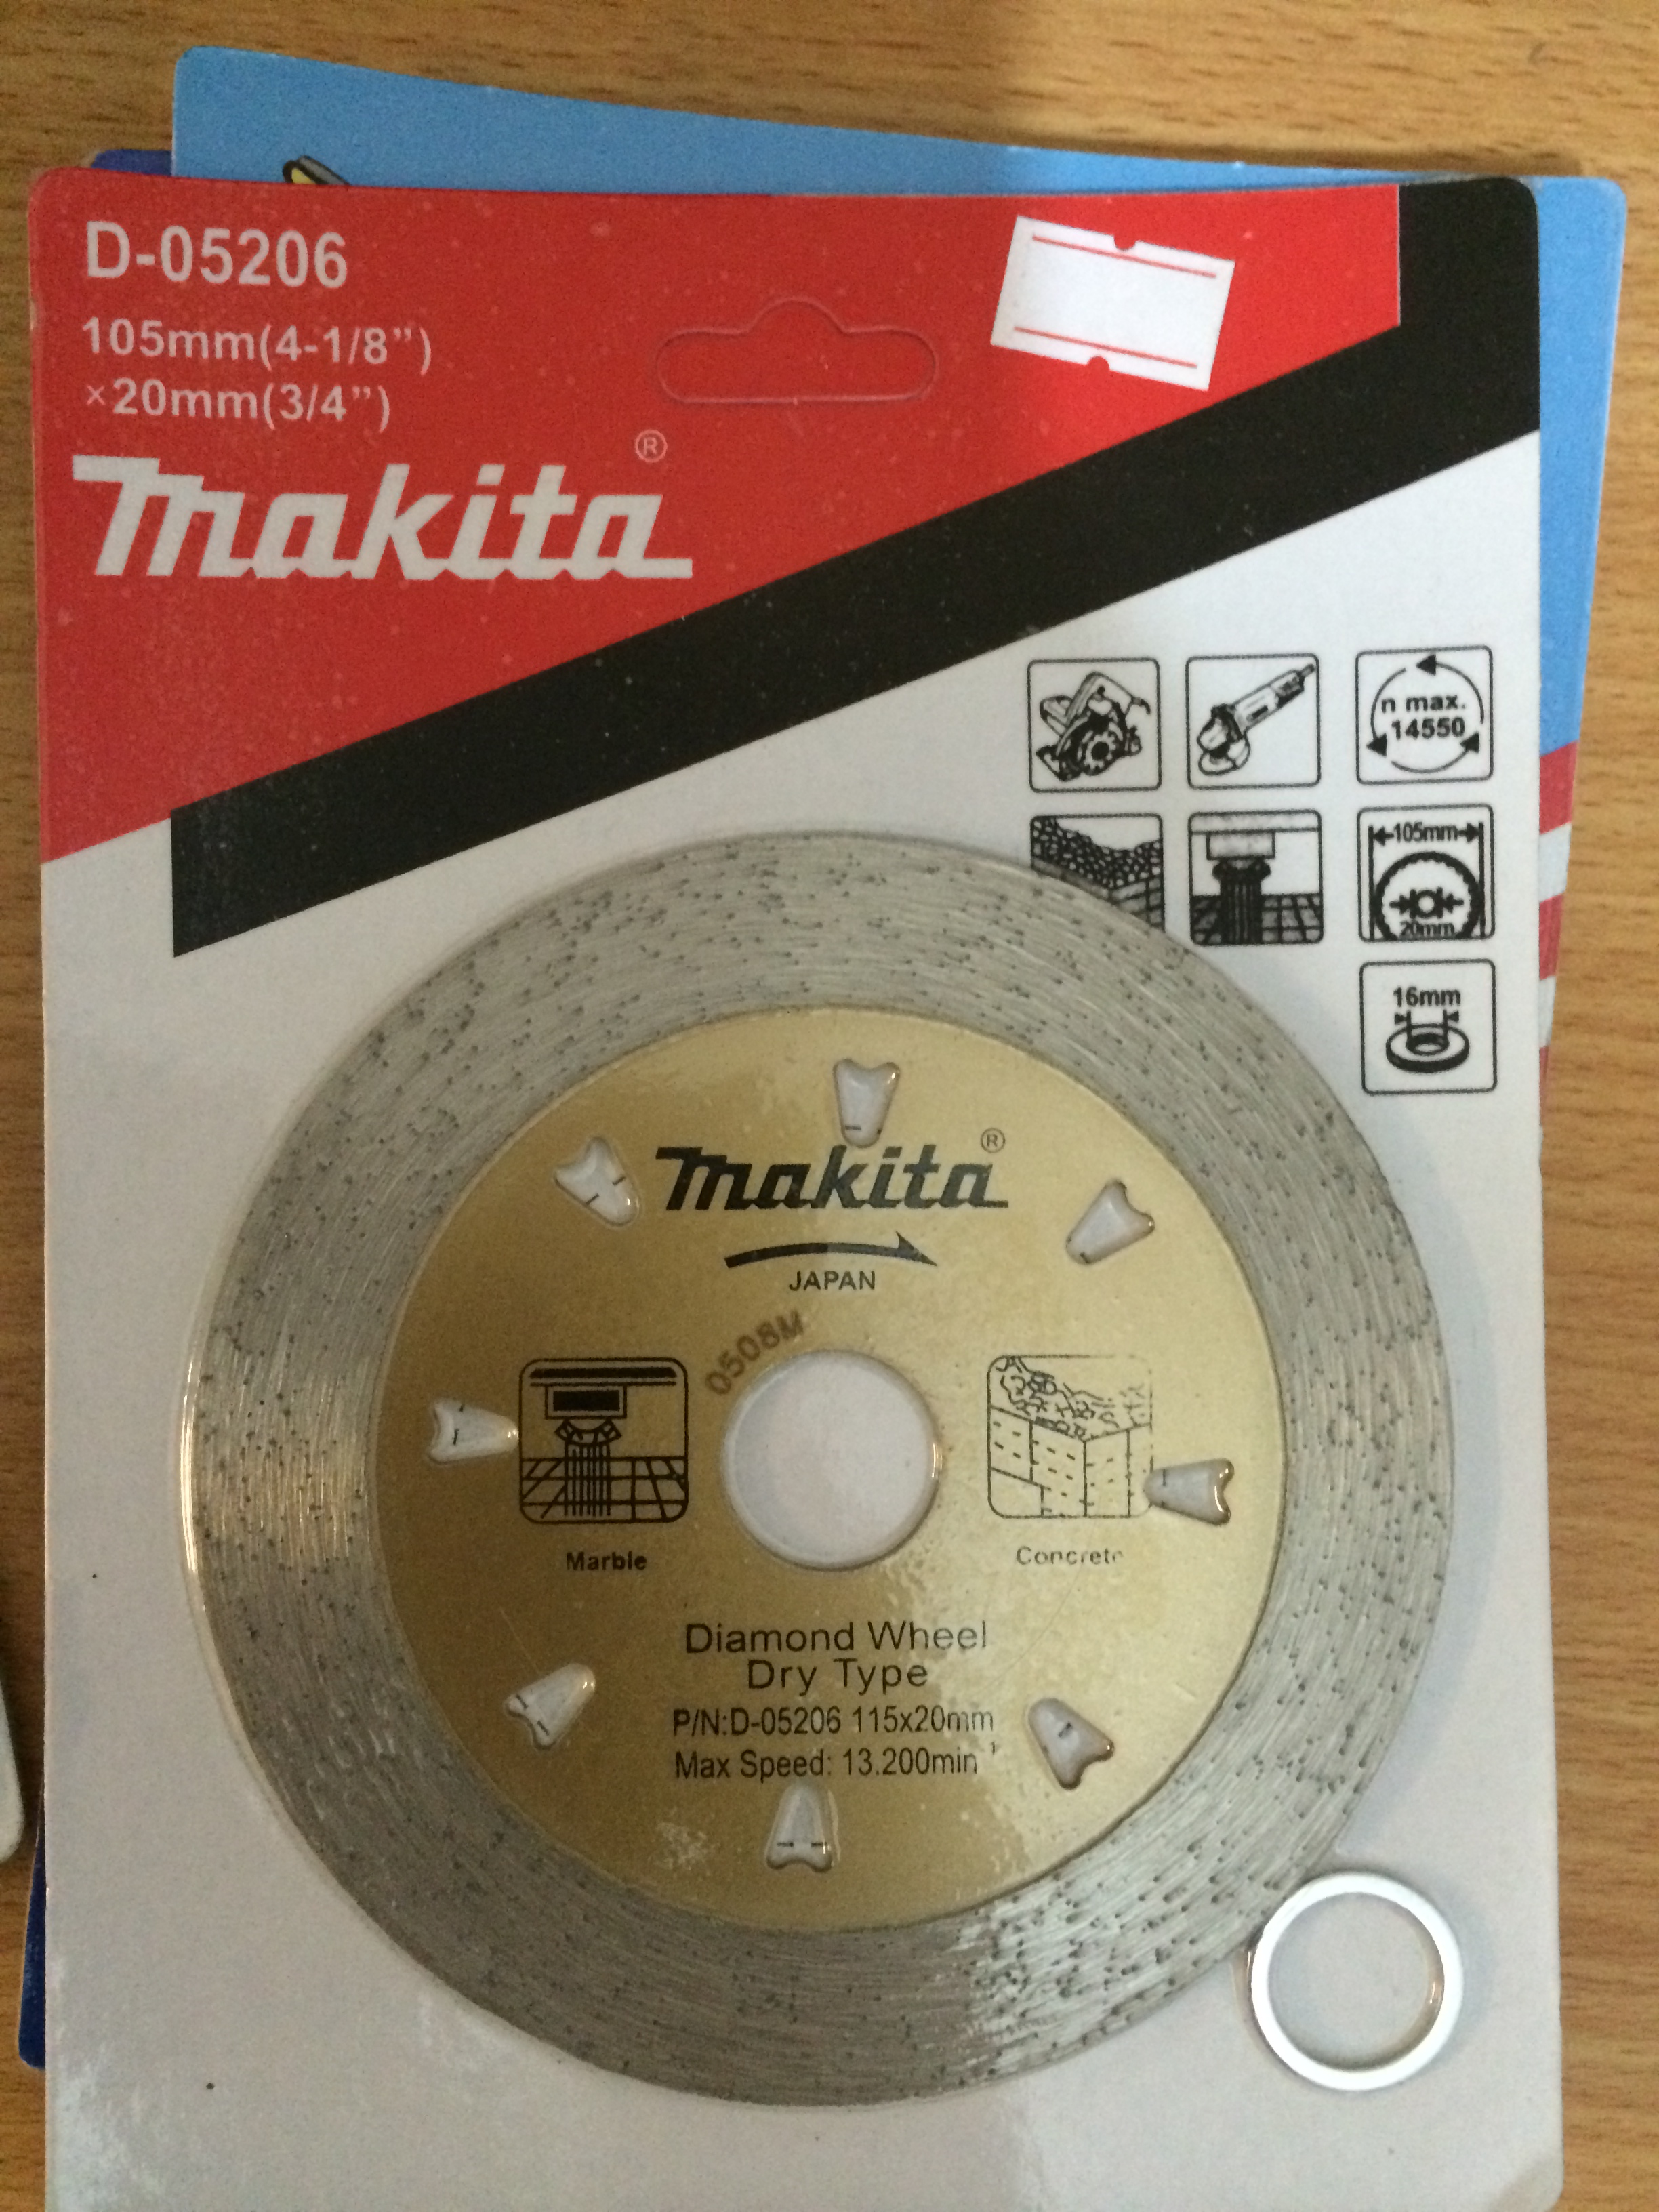 D-05206
105mm(4-1/8")
×20mm(3/4")
makita®
n max.
14550
105mm
20mm
16mm
makita®
JAPAN
0508M
Marble
Concrete
Diamond Wheel
Dry Type
P/N:D-05206 115x20mm
Max Speed: 13.200min⁻¹